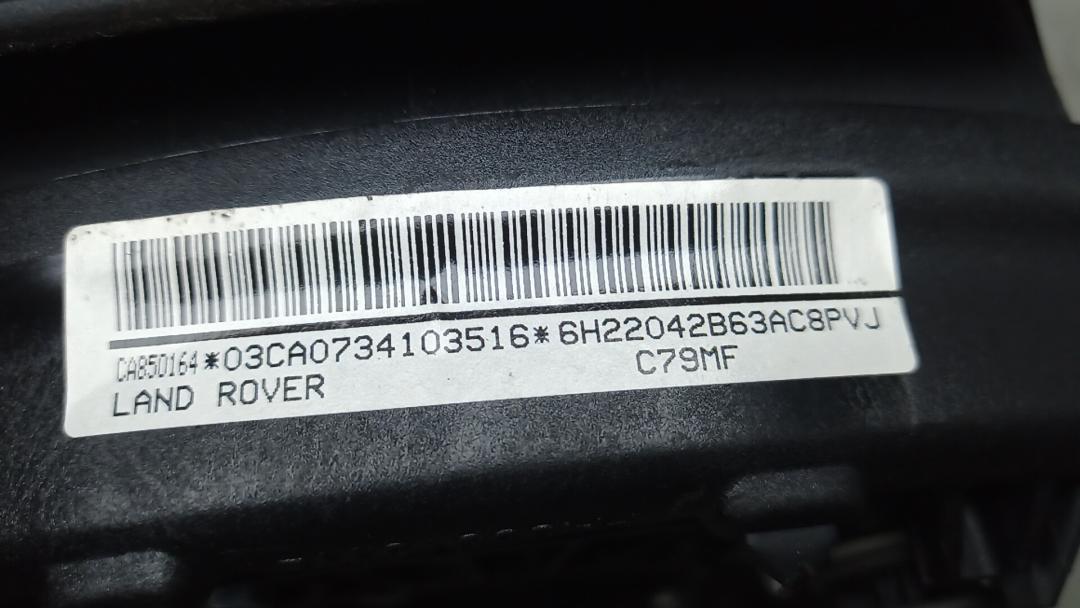 CA850164*03CA0734103516*6H22042B63AC8PVJ
LAND ROVER C79MF